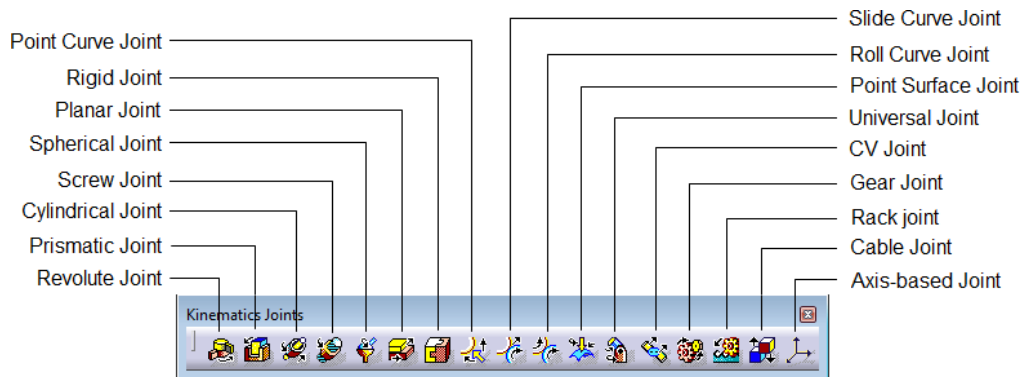 Point Curve Joint
Rigid Joint
Planar Joint
Spherical Joint
Screw Joint
Cylindrical Joint
Prismatic Joint
Revolute Joint
Slide Curve Joint
Roll Curve Joint
Point Surface Joint
Universal Joint
CV Joint
Gear Joint
Rack joint
Cable Joint
Axis-based Joint
Kinematics Joints